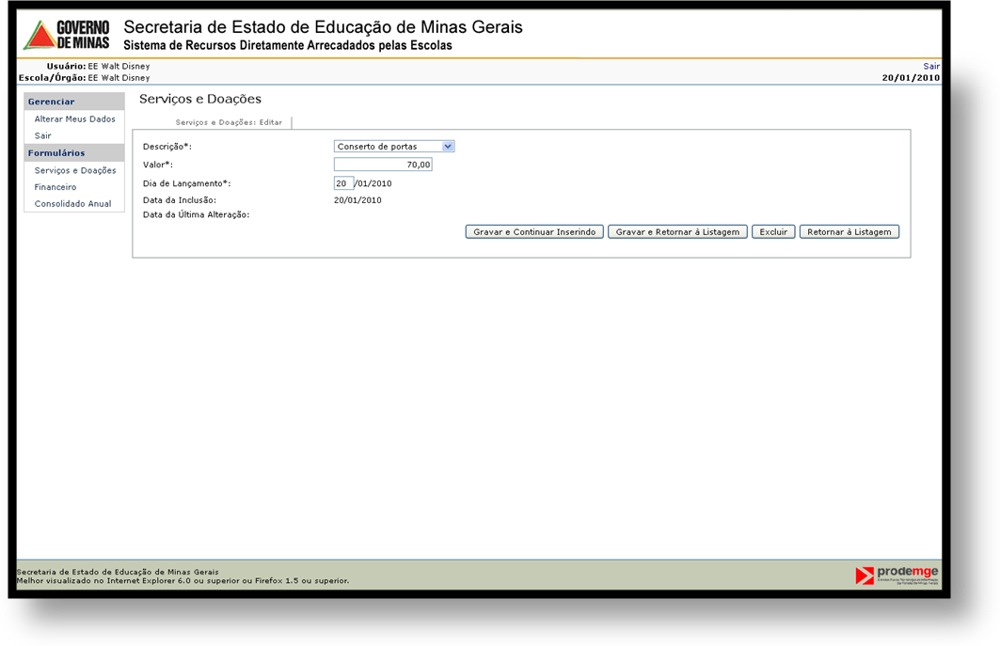 GOVERNO
DE MINAS
Secretaria de Estado de Educação de Minas Gerais
Sistema de Recursos Diretamente Arrecadados pelas Escolas
Usuário: EE Walt Disney
Sair
Escola/Órgão: EE Walt Disney
20/01/2010
Gerenciar
Alterar Meus Dados
Sair
Formulários
Serviços e Doações
Financeiro
Consolidado Anual
Serviços e Doações
Serviços e Doações: Editar
Descrição*: Conserto de portas
Valor*: 70,00
Dia de Lançamento*: 20 /01/2010
Data da Inclusão: 20/01/2010
Data da Última Alteração:
Gravar e Continuar Inserindo Gravar e Retornar à Listagem Excluir Retornar à Listagem
Secretaria de Estado de Educação de Minas Gerais
Melhor visualizado no Internet Explorer 6.0 ou superior ou Firefox 1.5 ou superior.
prodemge